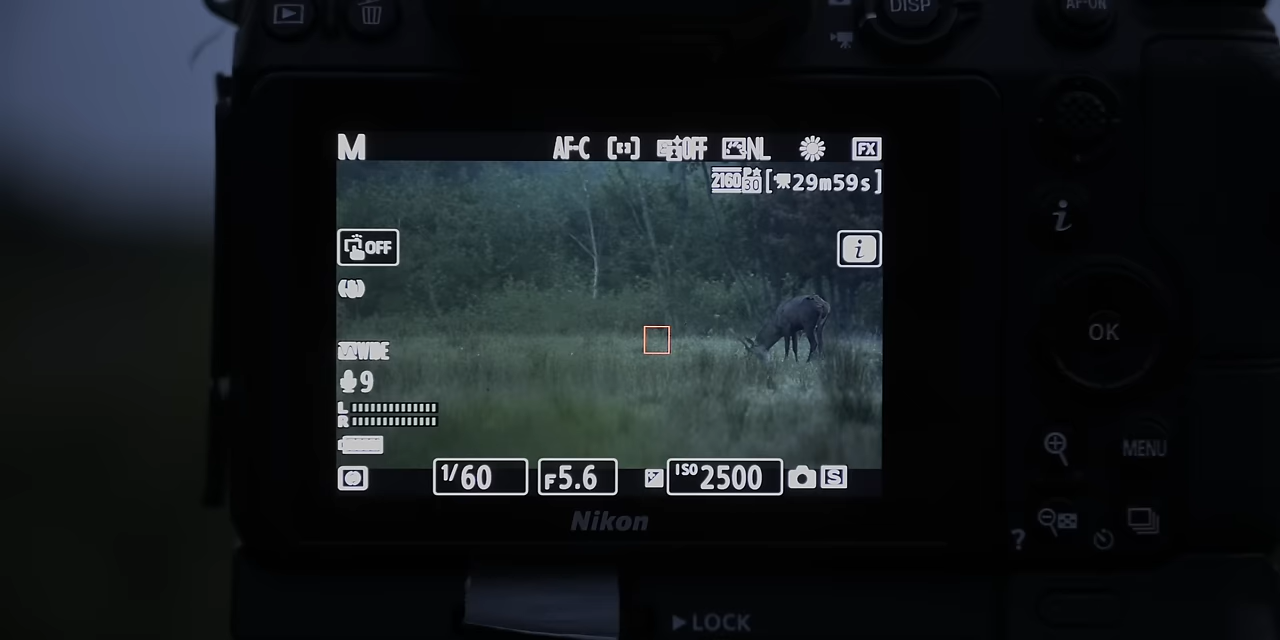 DISP
AF-ON
M AF-C OFF NL FX
2160 30 [29m59s]
OFF i
i
WIDE
9
OK
L
R
MENU
1/60 F5.6 ISO 2500 S
Nikon
?
LOCK